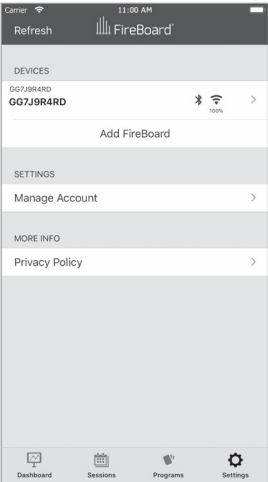 Carrier 11:00 AM
Refresh FireBoard
DEVICES
GG7J9R4RD
GG7J9R4RD
100%
Add FireBoard
SETTINGS
Manage Account
MORE INFO
Privacy Policy
Dashboard Sessions Programs Settings